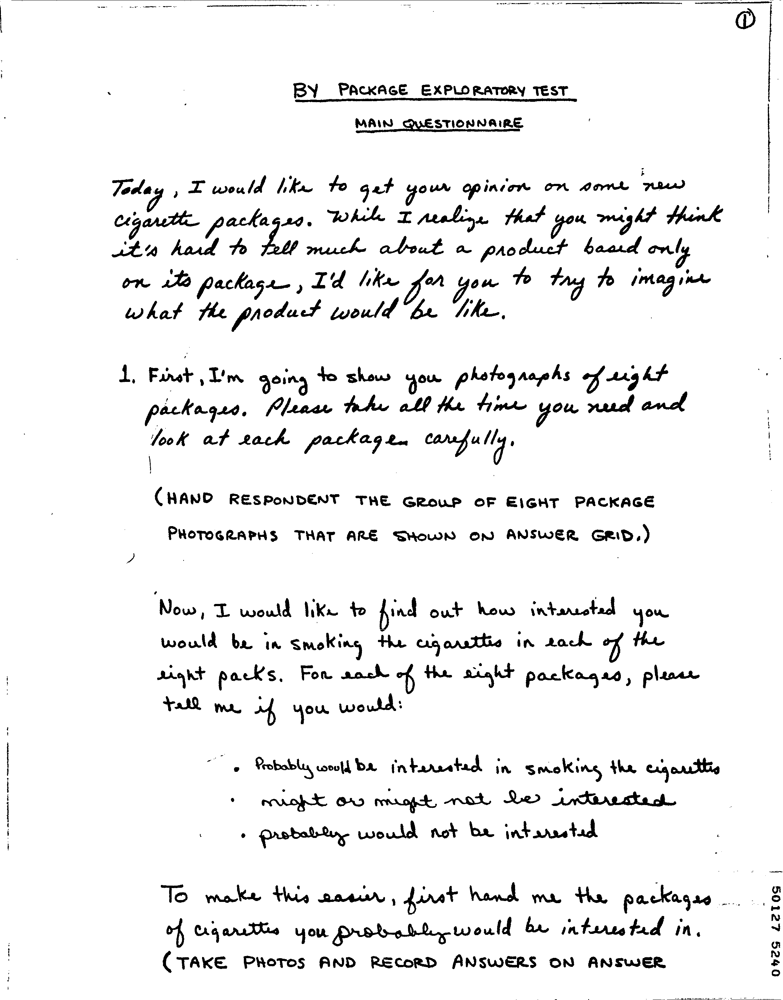 ①
BY PACKAGE EXPLORATORY TEST
MAIN QUESTIONNAIRE
Today, I would like to get your opinion on some new
cigarette packages. While I realize that you might think
it's hard to tell much about a product based only
on its package, I'd like for you to try to imagine
what the product would be like.
1. First, I'm going to show you photographs of eight
packages. Please take all the time you need and
look at each package carefully.
(HAND RESPONDENT THE GROUP OF EIGHT PACKAGE
PHOTOGRAPHS THAT ARE SHOWN ON ANSWER GRID.)
Now, I would like to find out how interested you
would be in smoking the cigarettes in each of the
eight packs. For each of the eight packages, please
tell me if you would:
• Probably would be interested in smoking the cigarettes
• might or might not be interested
• probably would not be interested
To make this easier, first hand me the packages
of cigarettes you probably would be interested in.
(TAKE PHOTOS AND RECORD ANSWERS ON ANSWER
50127 5240